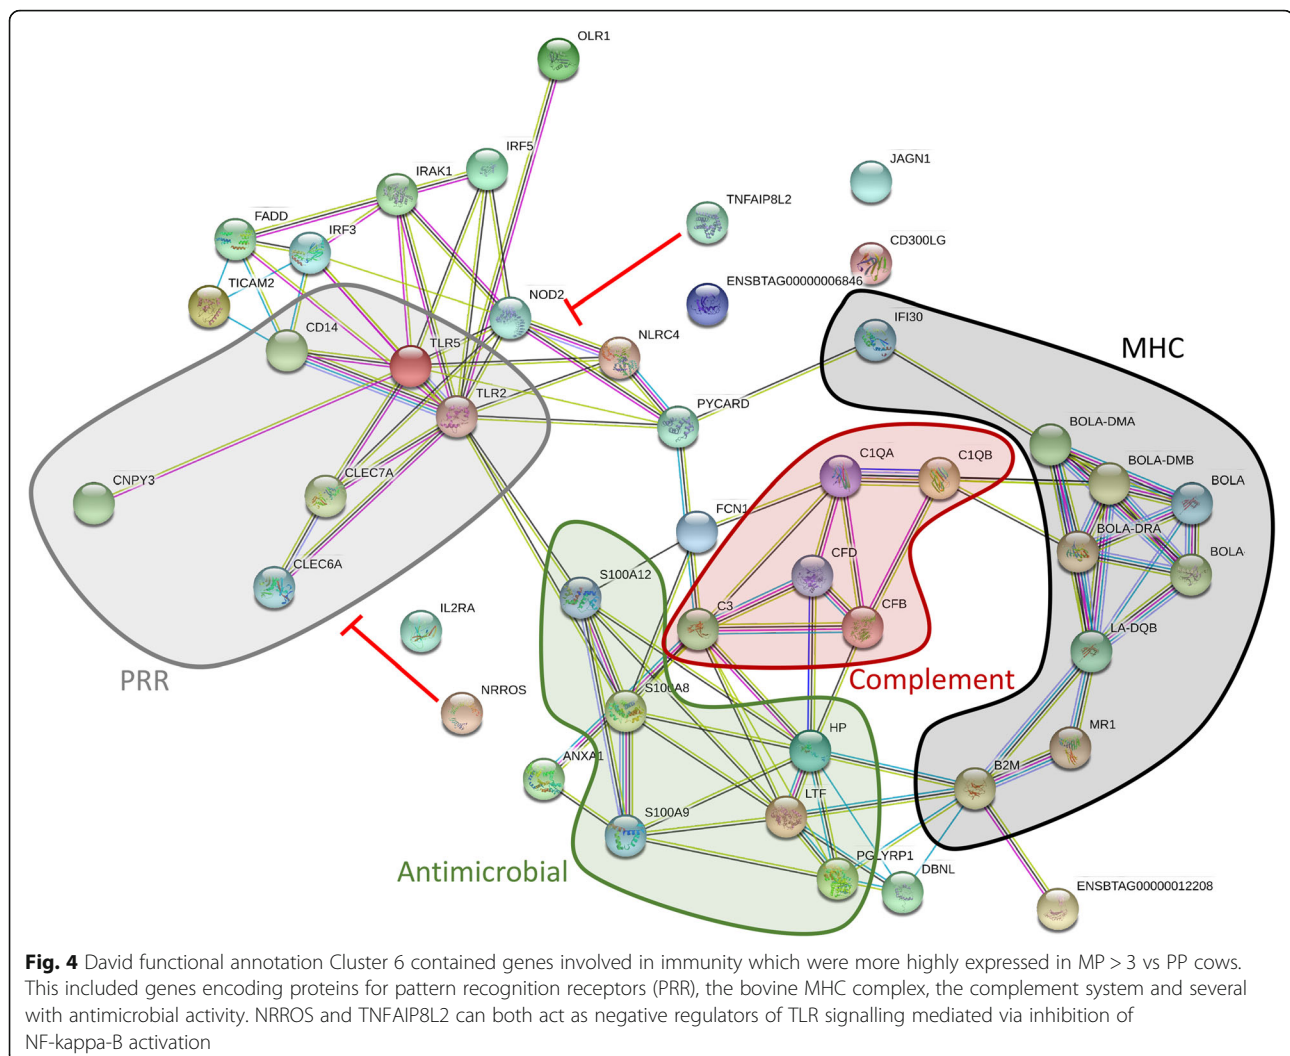 OLR1
IRF5
IRAK1
JAGN1
TNFAIP8L2
FADD
IRF3
CD300LG
TICAM2
ENSBTAG00000006846
NOD2
CD14
TLR5
NLRC4
IFI30
MHC
TLR2
PYCARD
BOLA-DMA
C1QA
C1QB
BOLA-DMB
BOLA
CNPY3
CLEC7A
FCN1
BOLA-DRA
BOLA-
CLEC6A
S100A12
CFD
IL2RA
C3
CFB
LA-DQB
PRR
Complement
NRROS
S100A8
HP
MR1
ANXA1
B2M
LTF
S100A9
Antimicrobial
PGLYRP1
DBNL
ENSBTAG00000012208
Fig. 4 David functional annotation Cluster 6 contained genes involved in immunity which were more highly expressed in MP > 3 vs PP cows.
This included genes encoding proteins for pattern recognition receptors (PRR), the bovine MHC complex, the complement system and several
with antimicrobial activity. NRROS and TNFAIP8L2 can both act as negative regulators of TLR signalling mediated via inhibition of
NF-kappa-B activation